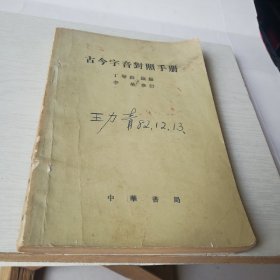 古今字音對照手册
丁聲樹 編錄
李榮 參訂
王力青 82.12.13.
中華書局